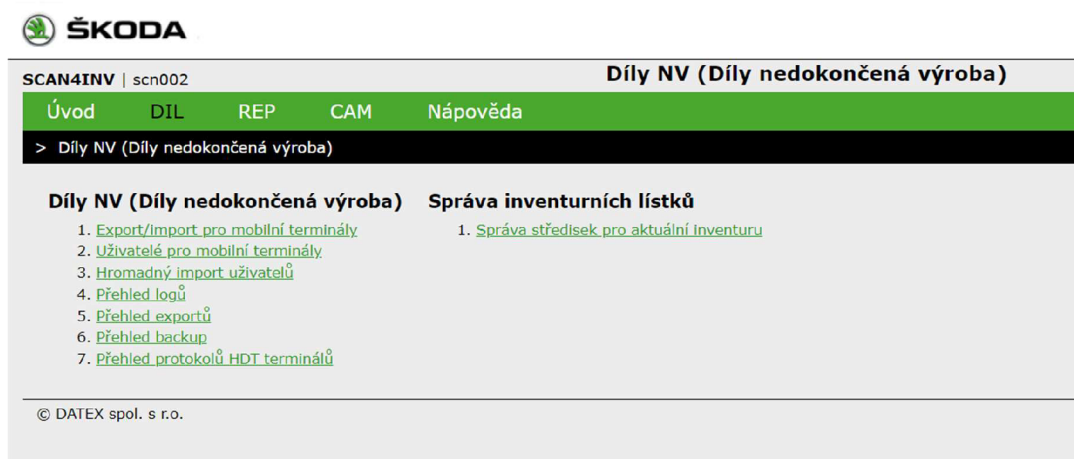 ŠKODA
SCAN4INV | scn002
Díly NV (Díly nedokončená výroba)
Úvod DIL REP CAM Nápověda
> Díly NV (Díly nedokončená výroba)
Díly NV (Díly nedokončená výroba)
1. Export/import pro mobilní terminály
2. Uživatelé pro mobilní terminály
3. Hromadný import uživatelů
4. Přehled logů
5. Přehled exportů
6. Přehled backup
7. Přehled protokolů HDT terminálů
Správa inventurních lístků
1. Správa středisek pro aktuální inventuru
© DATEX spol. s r.o.